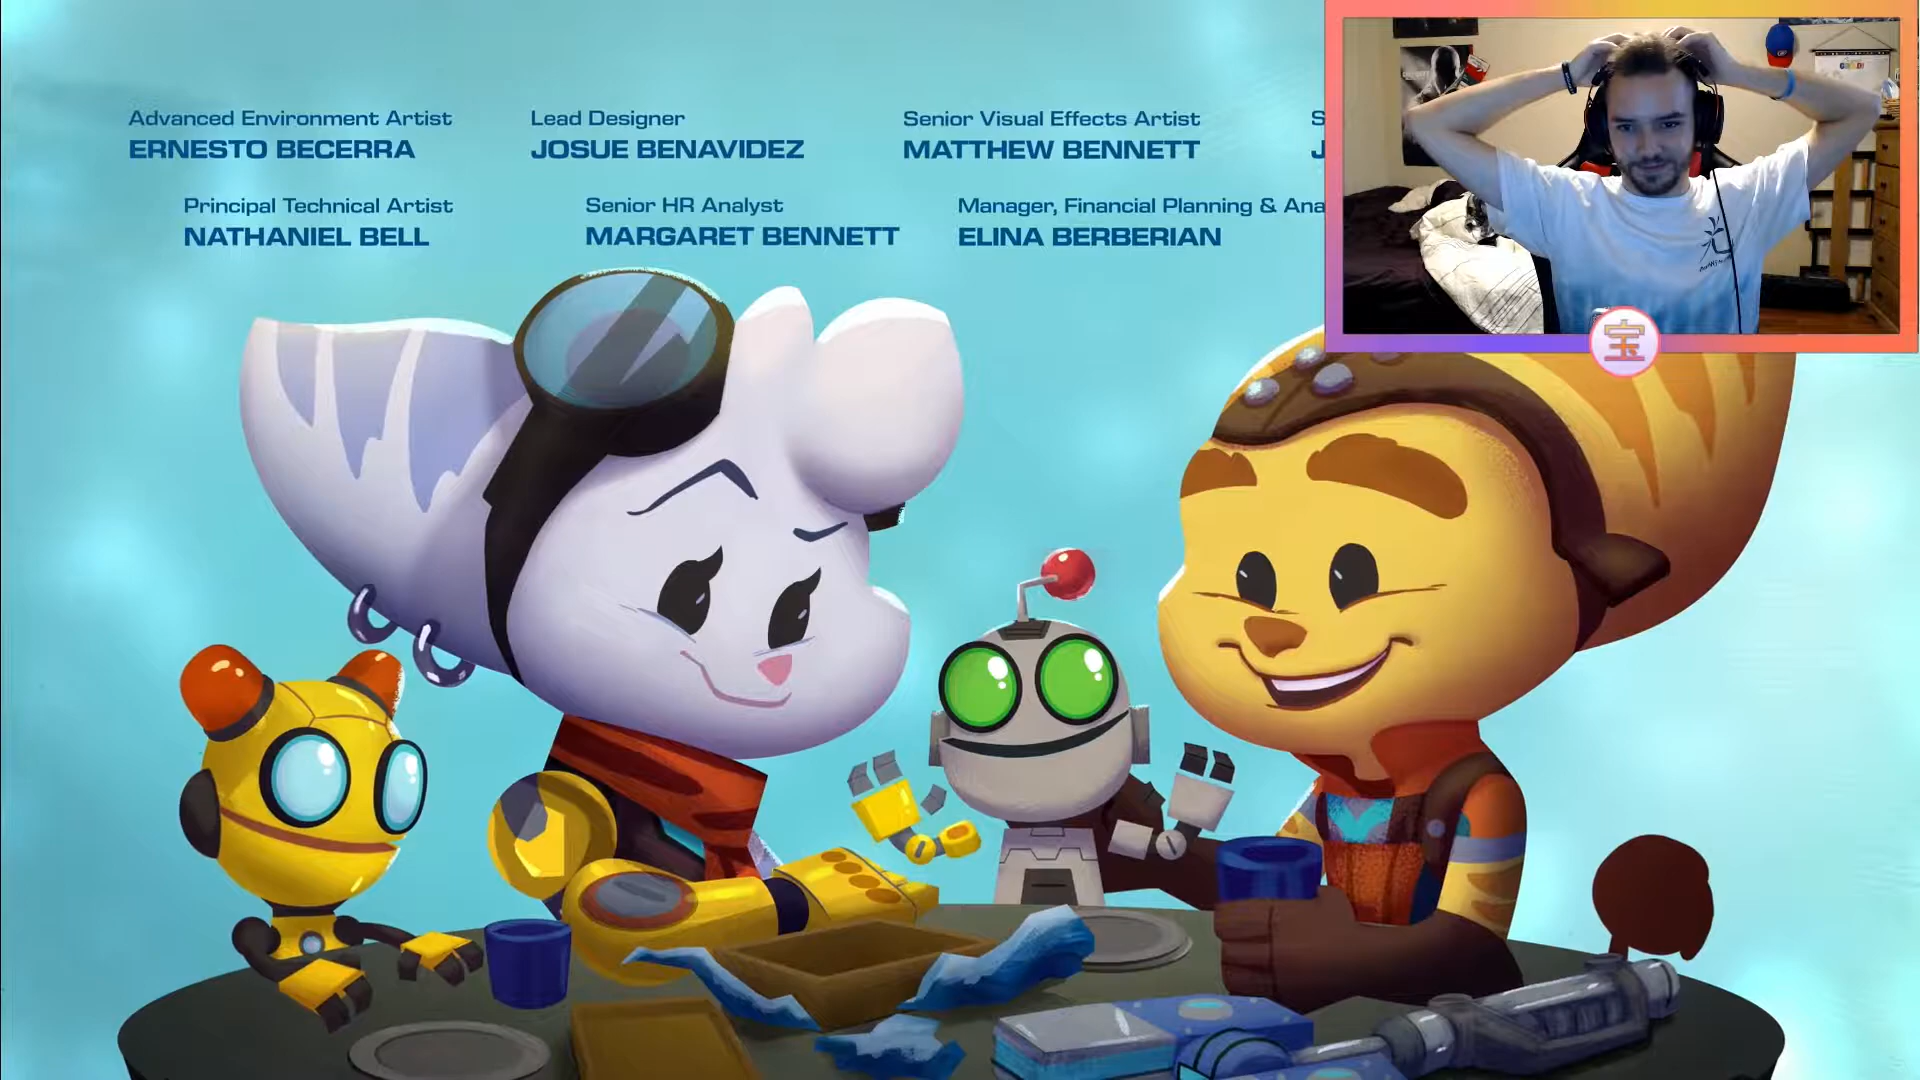 Advanced Environment Artist
ERNESTO BECERRA
Lead Designer
JOSUE BENAVIDEZ
Senior Visual Effects Artist
MATTHEW BENNETT
S
J
Principal Technical Artist
NATHANIEL BELL
Senior HR Analyst
MARGARET BENNETT
Manager, Financial Planning & Ana
ELINA BERBERIAN
宝